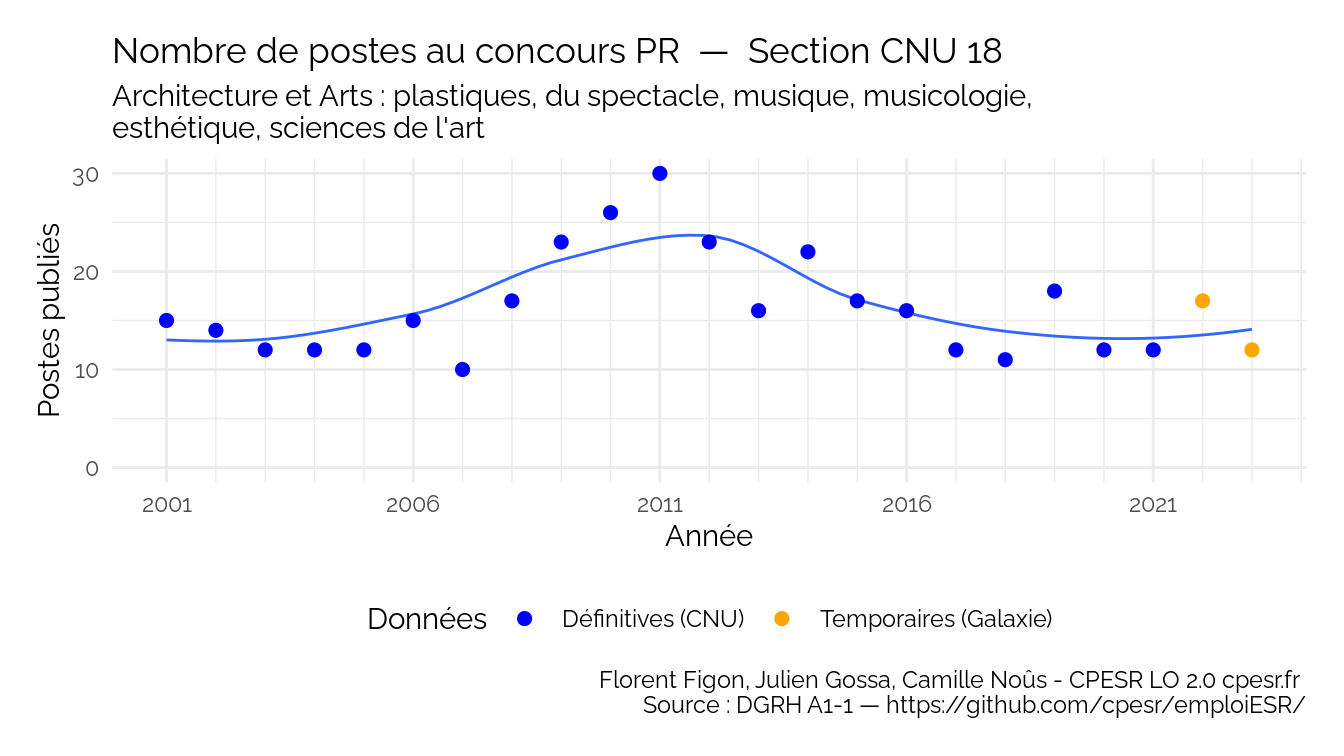 Nombre de postes au concours PR — Section CNU 18
Architecture et Arts : plastiques, du spectacle, musique, musicologie,
esthétique, sciences de l'art
Postes publiés
30
20
10
0
2001 2006 2011 2016 2021
Année
Données Définitives (CNU) Temporaires (Galaxie)
Florent Figon, Julien Gossa, Camille Noûs - CPESR LO 2.0 cpesr.fr
Source : DGRH A1-1 — https://github.com/cpesr/emploiESR/